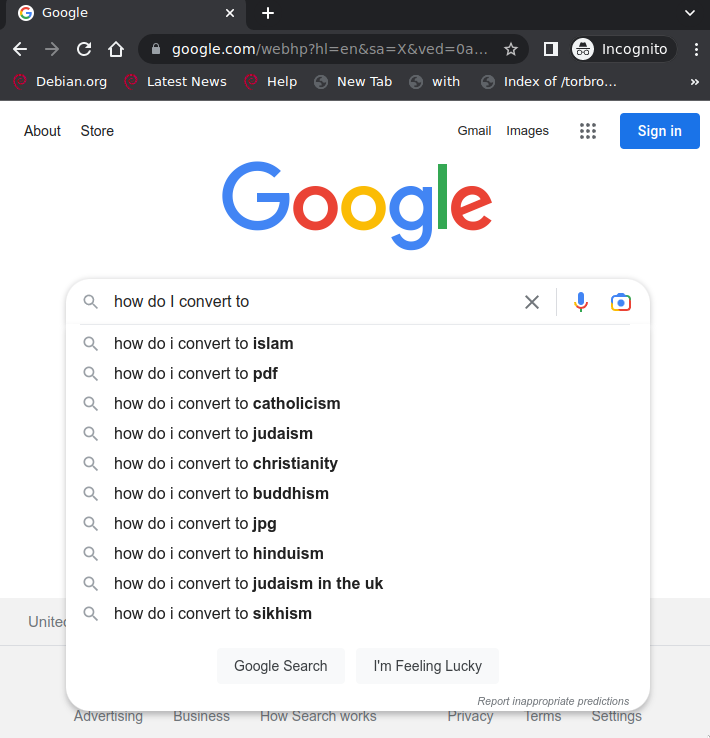 Google
google.com/webhp?hl=en&sa=X&ved=0a...
Incognito
Debian.org Latest News Help New Tab with Index of /torbro... »
About Store Gmail Images Sign in
Google
how do I convert to
how do i convert to islam
how do i convert to pdf
how do i convert to catholicism
how do i convert to judaism
how do i convert to christianity
how do i convert to buddhism
how do i convert to jpg
how do i convert to hinduism
how do i convert to judaism in the uk
how do i convert to sikhism
United
Google Search I'm Feeling Lucky
Report inappropriate predictions
Advertising Business How Search works Privacy Terms Settings